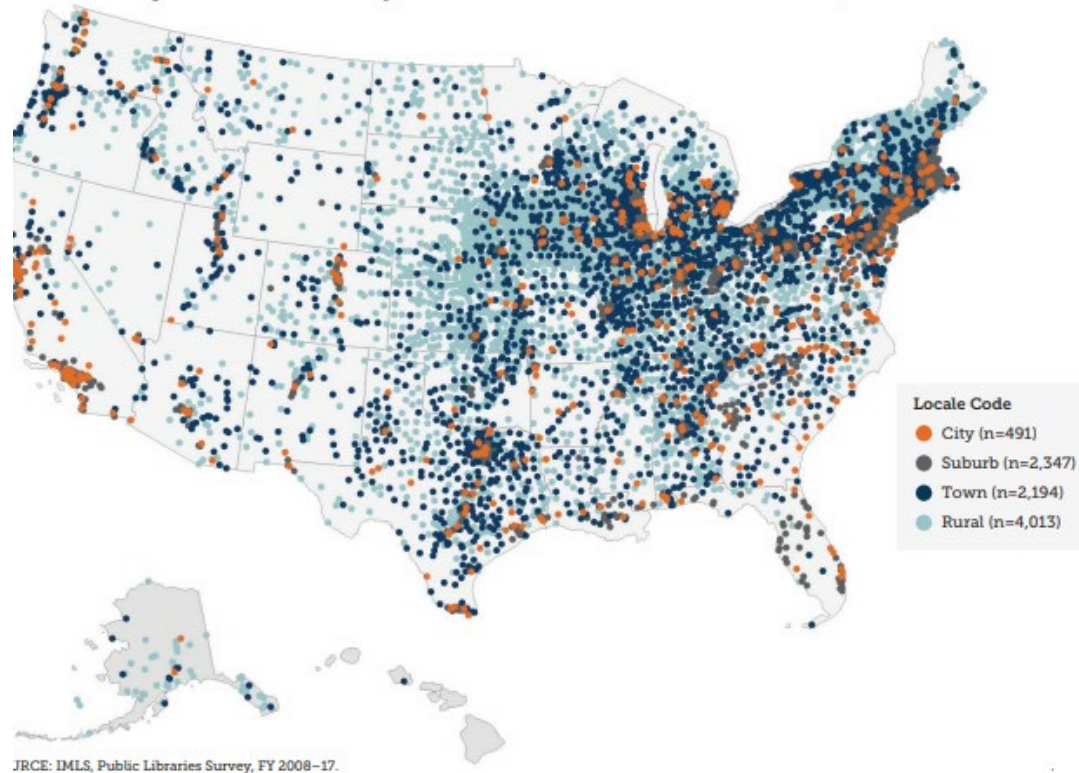 Locale Code
City (n=491)
Suburb (n=2,347)
Town (n=2,194)
Rural (n=4,013)
URCE: IMLS, Public Libraries Survey, FY 2008–17.